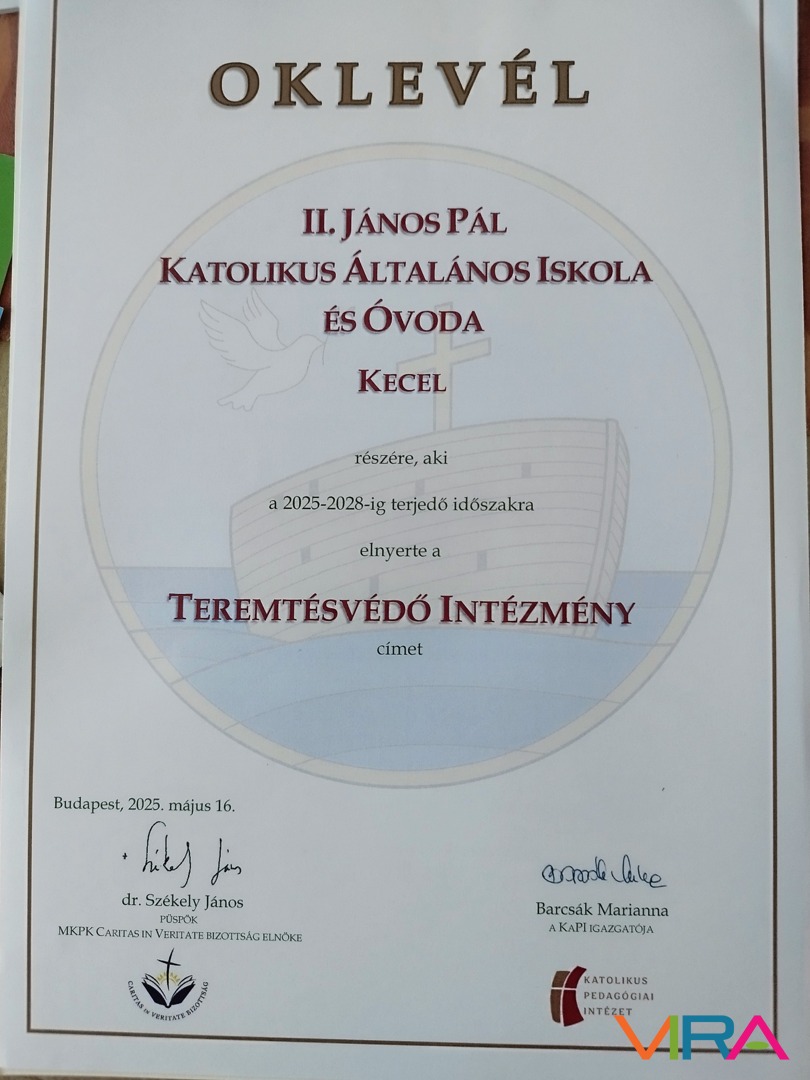 OKLEVÉL
II. JÁNOS PÁL
KATOLIKUS ÁLTALÁNOS ISKOLA
ÉS ÓVODA
KECEL
részére, aki
a 2025-2028-ig terjedő időszakra
elnyerte a
TEREMTÉSVÉDŐ INTÉZMÉNY
címet
Budapest, 2025. május 16.
dr. Székely János
PÜSPÖK
MKPK CARITAS IN VERITATE BIZOTTSÁG ELNÖKE
CARITAS IN VERITATE BIZOTTSÁG
Barcsák Marianna
A KAPI IGAZGATÓJA
KATOLIKUS
PEDAGÓGIAI
INTÉZET
VIRA